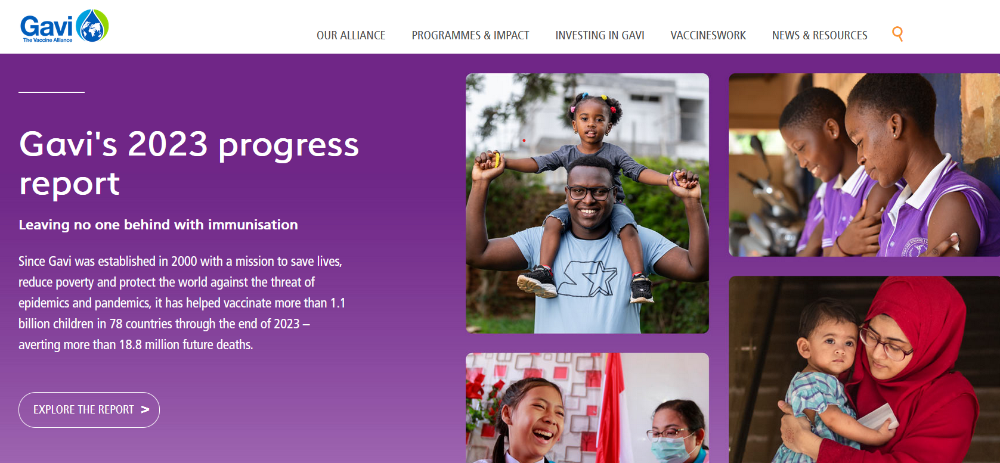 Gavi
The Vaccine Alliance
OUR ALLIANCE
PROGRAMMES & IMPACT
INVESTING IN GAVI
VACCINESWORK
NEWS & RESOURCES
Gavi's 2023 progress
report
Leaving no one behind with immunisation
Since Gavi was established in 2000 with a mission to save lives,
reduce poverty and protect the world against the threat of
epidemics and pandemics, it has helped vaccinate more than 1.1
billion children in 78 countries through the end of 2023 –
averting more than 18.8 million future deaths.
EXPLORE THE REPORT >